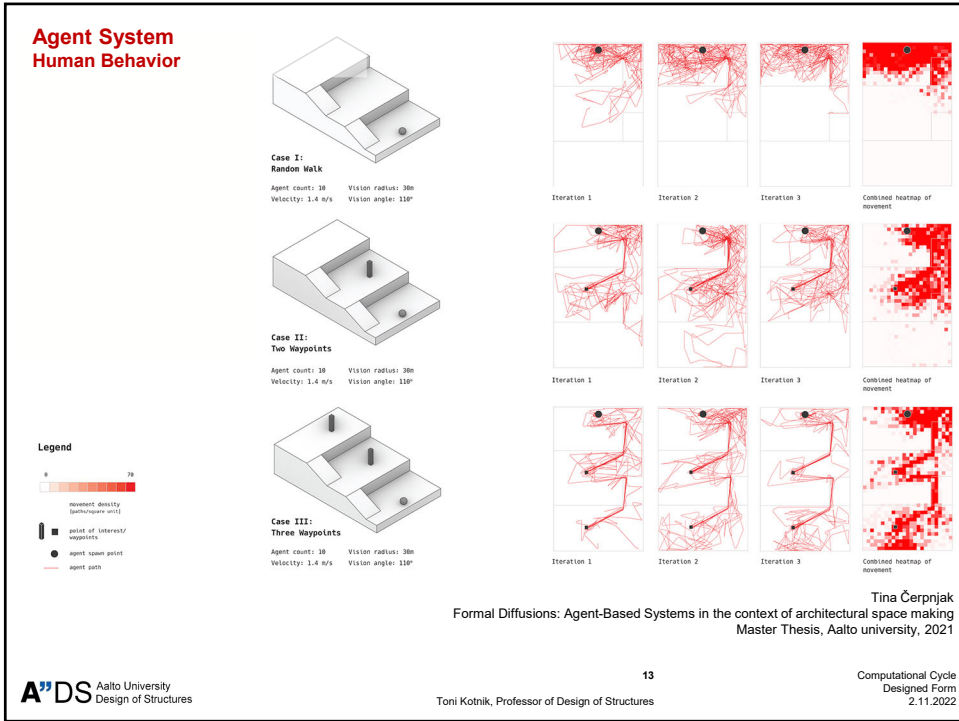 Agent System
Human Behavior
Case I:
Random Walk
Agent count: 10 Vision radius: 30m
Velocity: 1.4 m/s Vision angle: 110°
Iteration 1 Iteration 2 Iteration 3 Combined heatmap of
movement
Case II:
Two Waypoints
Agent count: 10 Vision radius: 30m
Velocity: 1.4 m/s Vision angle: 110°
Iteration 1 Iteration 2 Iteration 3 Combined heatmap of
movement
Legend
0 70
movement density
[paths/square unit]
point of interest/
waypoints
agent spawn point
agent path
Case III:
Three Waypoints
Agent count: 10 Vision radius: 30m
Velocity: 1.4 m/s Vision angle: 110°
Iteration 1 Iteration 2 Iteration 3 Combined heatmap of
movement
Tina Čerpnjak
Formal Diffusions: Agent-Based Systems in the context of architectural space making
Master Thesis, Aalto university, 2021
A”DS Aalto University
Design of Structures
13
Toni Kotnik, Professor of Design of Structures
Computational Cycle
Designed Form
2.11.2022